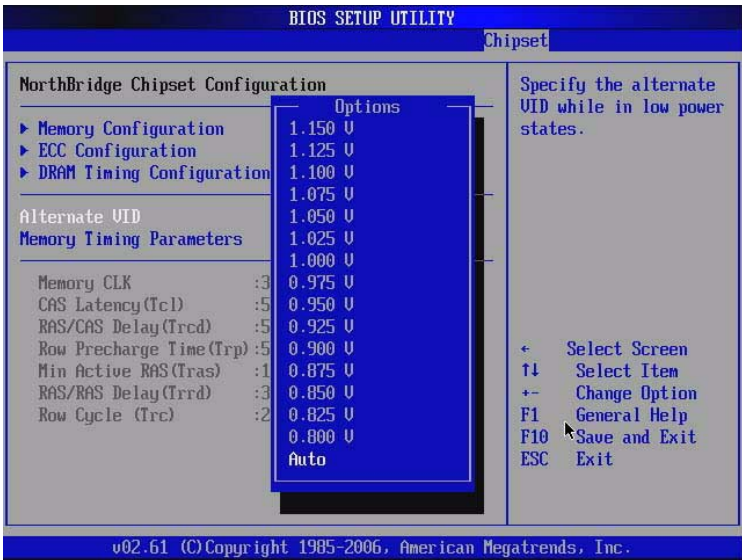 BIOS SETUP UTILITY
Chipset
NorthBridge Chipset Configuration
Memory Configuration
ECC Configuration
DRAM Timing Configuration
Alternate VID
Memory Timing Parameters
Memory CLK :3
CAS Latency(Tcl) :5
RAS/CAS Delay(Trcd) :5
Row Precharge Time(Trp) :5
Min Active RAS(Tras) :1
RAS/RAS Delay(Trrd) :3
Row Cycle (Trc) :2
Options
1.150 V
1.125 V
1.100 V
1.075 V
1.050 V
1.025 V
1.000 V
0.975 V
0.950 V
0.925 V
0.900 V
0.875 V
0.850 V
0.825 V
0.800 V
Auto
Specify the alternate
VID while in low power
states.
← Select Screen
↑↓ Select Item
+- Change Option
F1 General Help
F10 Save and Exit
ESC Exit
v02.61 (C)Copyright 1985-2006, American Megatrends, Inc.